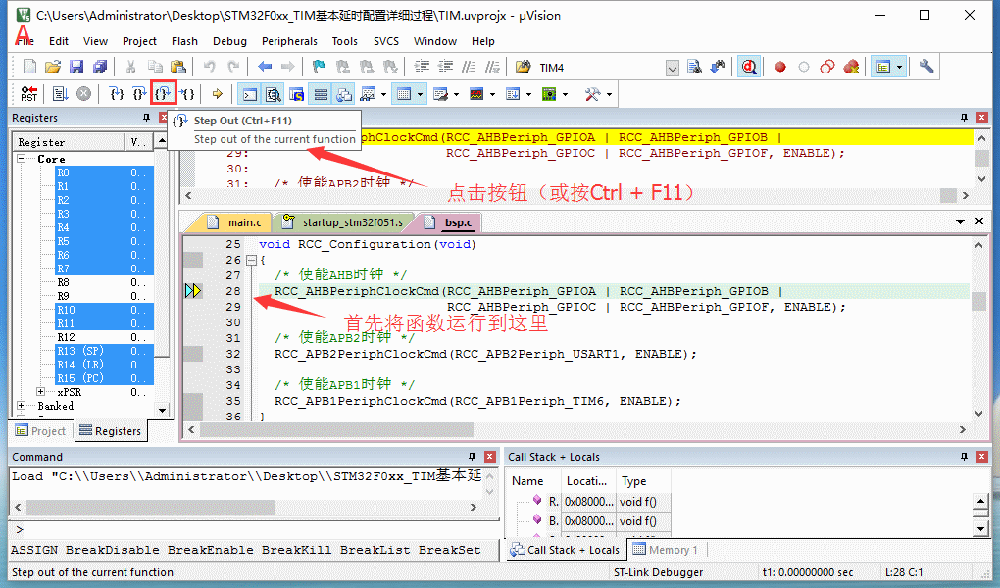 C:\Users\Administrator\Desktop\STM32F0xx_TIM基本延时配置详细过程\TIM.uvprojx - µVision
A
Edit View Project Flash Debug Peripherals Tools SVCS Window Help
TIM4
RST
Registers
Step Out (Ctrl+F11)
Step out of the current function
Register V..
Core
R0 0..
R1 0..
R2 0..
R3 0..
R4 0..
R5 0..
R6 0..
R7 0..
R8 0..
R9 0..
R10 0..
R11 0..
R12 0..
R13 (SP) 0..
R14 (LR) 0..
R15 (PC) 0..
xPSR 0..
Banked
Project Registers
phClockCmd(RCC_AHBPeriph_GPIOA | RCC_AHBPeriph_GPIOB |
29: RCC_AHBPeriph_GPIOC | RCC_AHBPeriph_GPIOF, ENABLE);
30:
31: /* 使能APB2时钟 */
点击按钮（或按Ctrl + F11）
main.c startup_stm32f051.s bsp.c
25 void RCC_Configuration(void)
26 {
27 /* 使能AHB时钟 */
28 RCC_AHBPeriphClockCmd(RCC_AHBPeriph_GPIOA | RCC_AHBPeriph_GPIOB |
29 RCC_AHBPeriph_GPIOC | RCC_AHBPeriph_GPIOF, ENABLE);
30
首先将函数运行到这里
31 /* 使能APB2时钟 */
32 RCC_APB2PeriphClockCmd(RCC_APB2Periph_USART1, ENABLE);
33
34 /* 使能APB1时钟 */
35 RCC_APB1PeriphClockCmd(RCC_APB1Periph_TIM6, ENABLE);
36 }
Command
Load "C:\\Users\\Administrator\\Desktop\\STM32F0xx_TIM基本延
>
ASSIGN BreakDisable BreakEnable BreakKill BreakList BreakSet
Call Stack + Locals
Name Locati... Type
R. 0x08000... void f()
B. 0x08000... void f()
Call Stack + Locals Memory 1
Step out of the current function ST-Link Debugger t1: 0.00000000 sec L:28 C:1